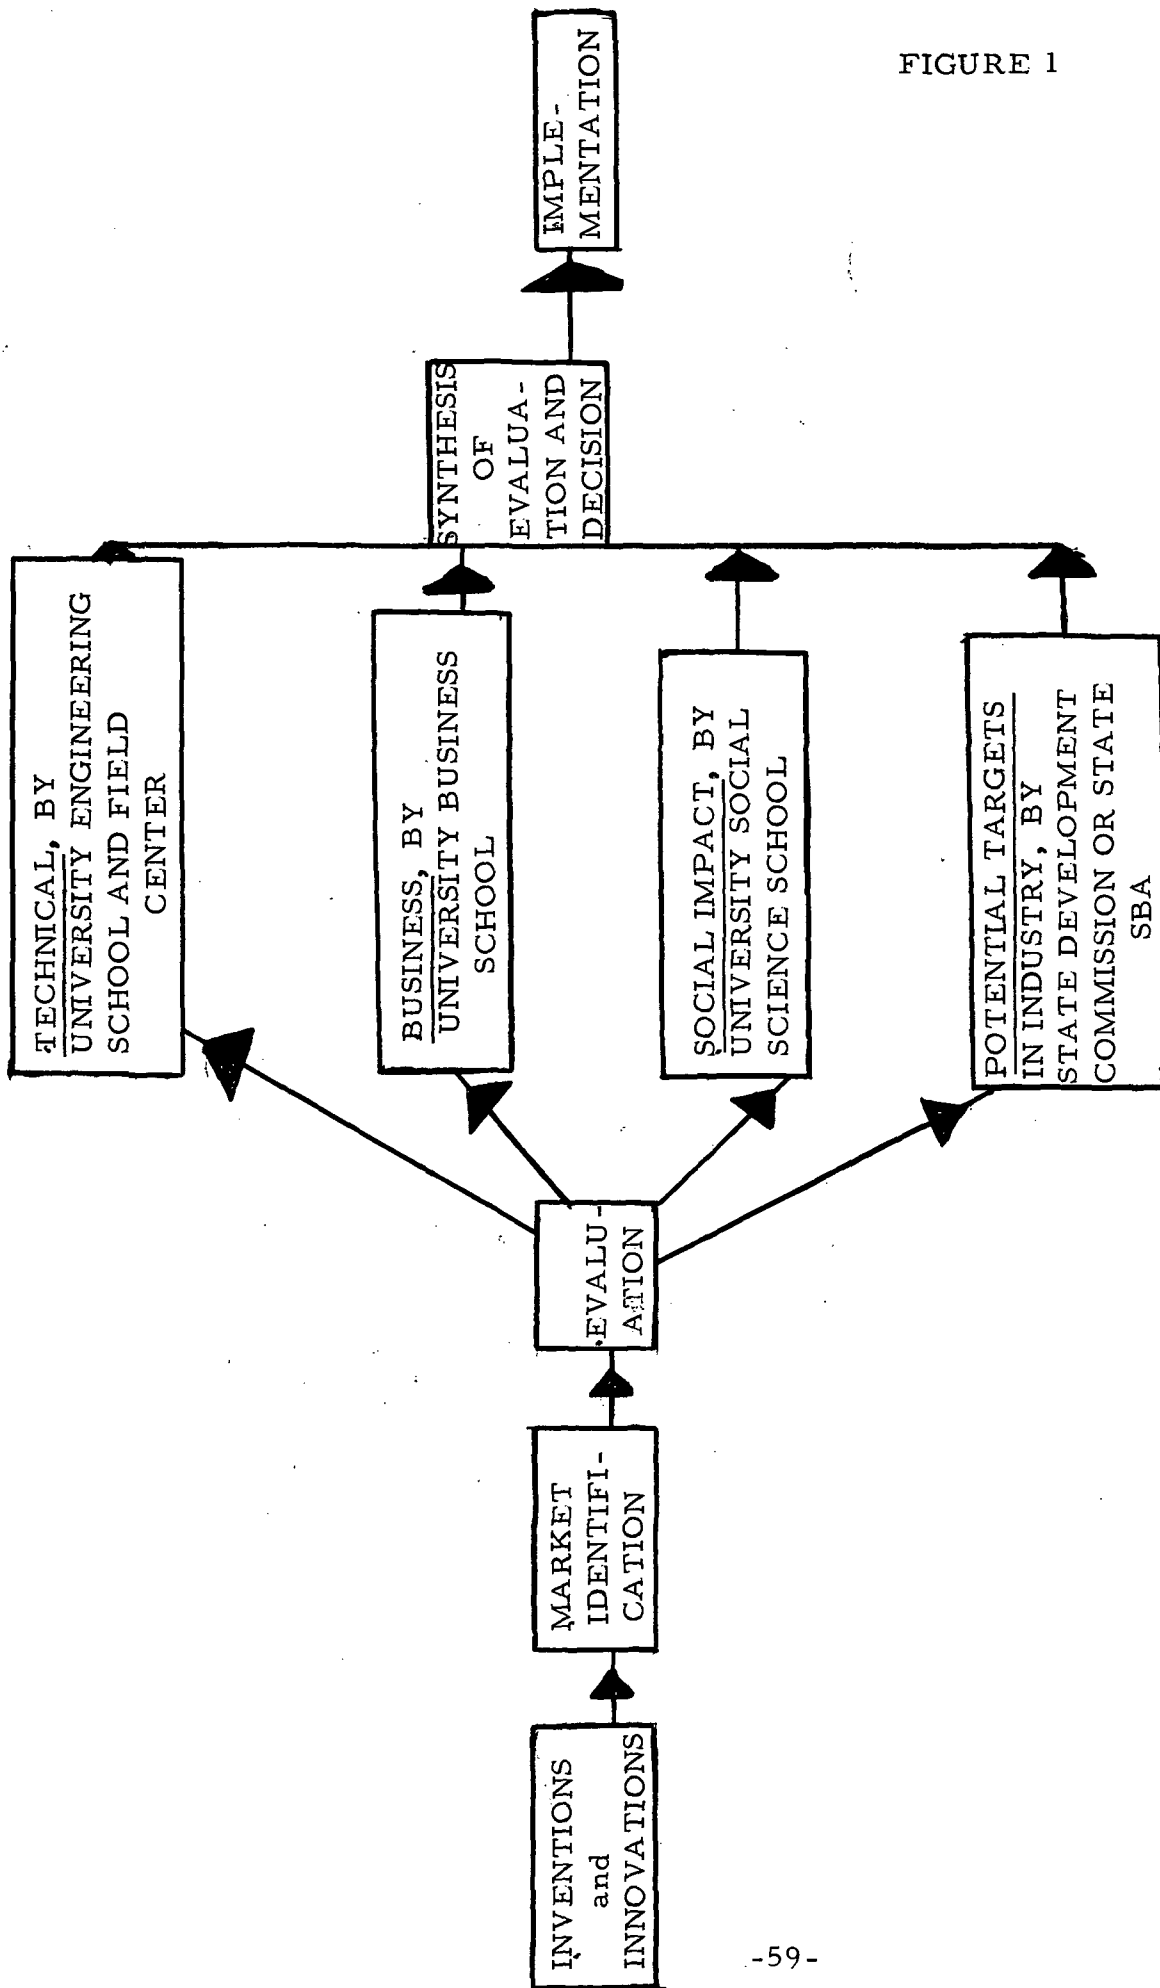 FIGURE 1
INVENTIONS
and
INNOVATIONS
MARKET
IDENTIFI-
CATION
EVALU-
ATION
TECHNICAL, BY
UNIVERSITY ENGINEERING
SCHOOL AND FIELD
CENTER
BUSINESS, BY
UNIVERSITY BUSINESS
SCHOOL
SOCIAL IMPACT, BY
UNIVERSITY SOCIAL
SCIENCE SCHOOL
POTENTIAL TARGETS
IN INDUSTRY, BY
STATE DEVELOPMENT
COMMISSION OR STATE
SBA
SYNTHESIS
OF
EVALUA-
TION AND
DECISION
IMPLE-
MENTATION
-59-